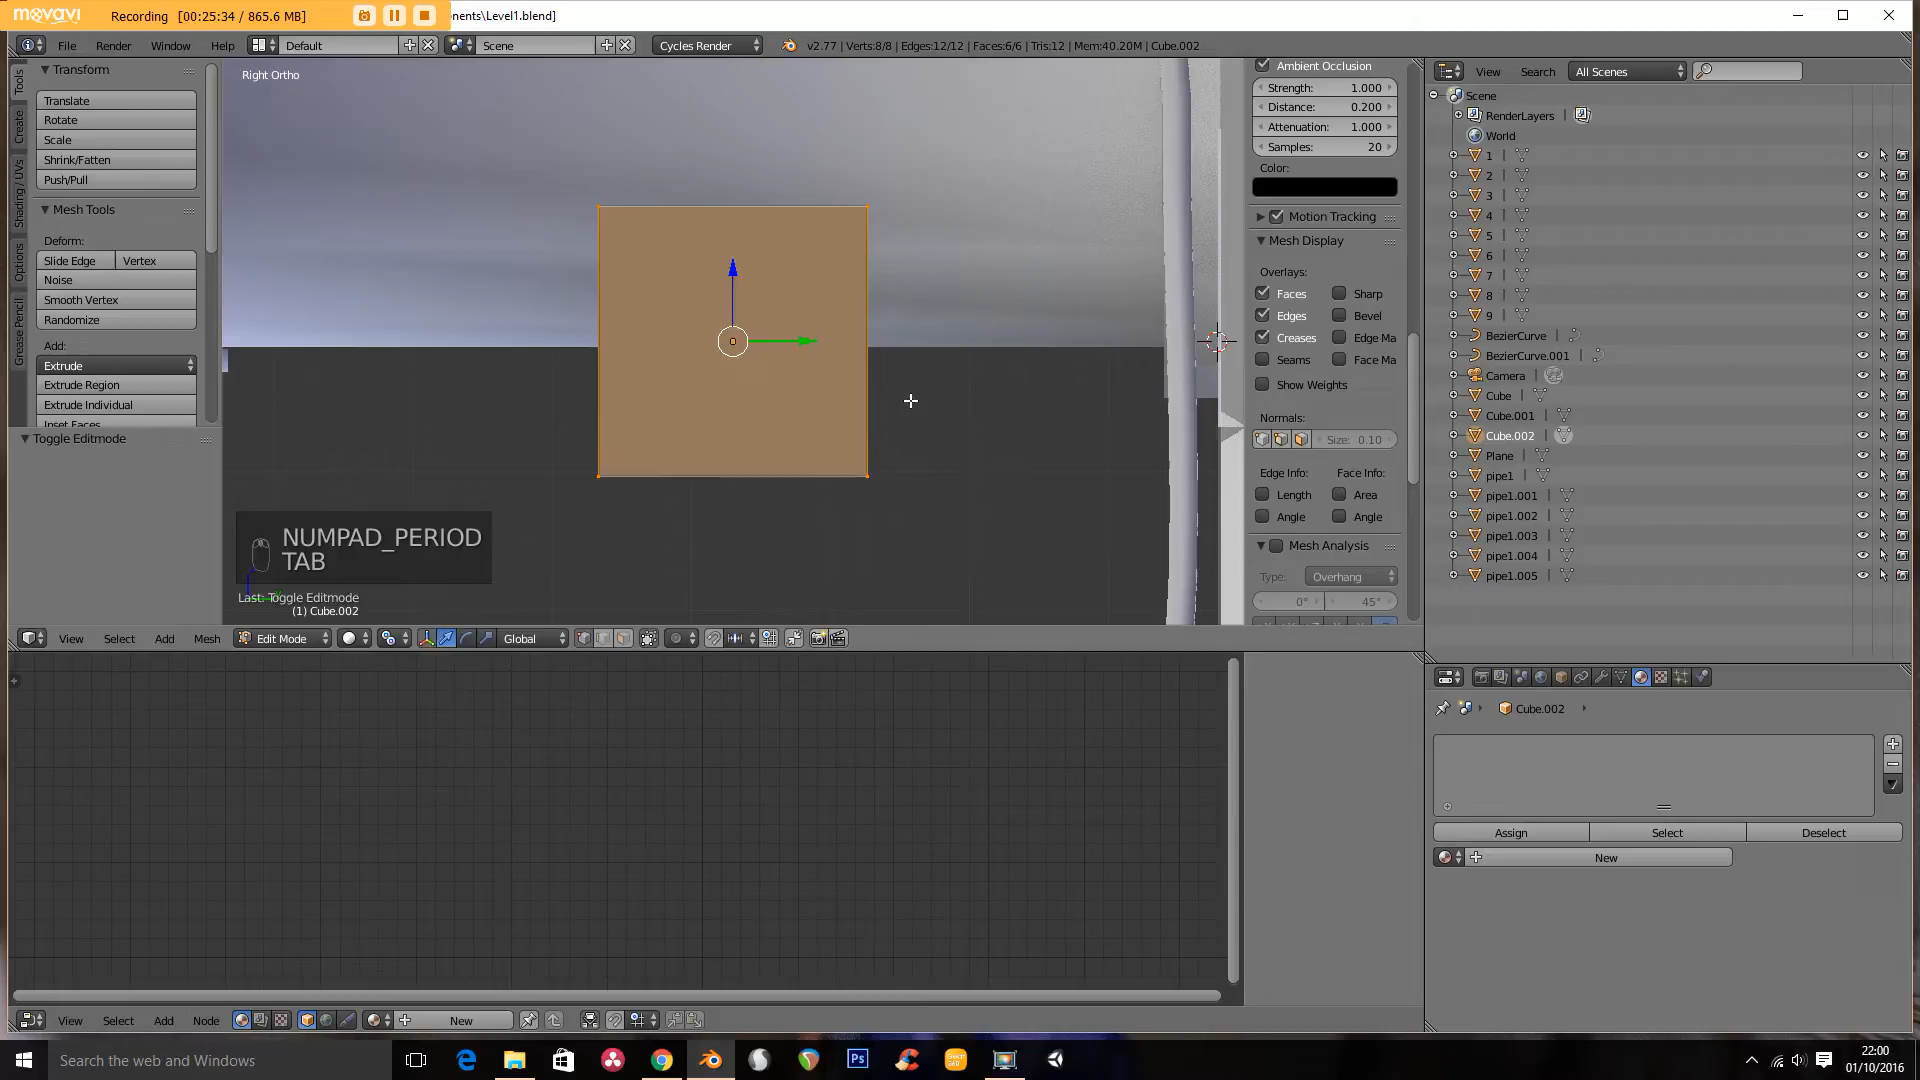 movavi
Recording [00:25:34 / 865.6 MB]
nents\Level1.blend]
File Render Window Help Default Scene Cycles Render v2.77 | Verts:8/8 | Edges:12/12 | Faces:6/6 | Tris:12 | Mem:40.20M | Cube.002
Tools
Create
Shading / UVs
Options
Grease Pencil
Transform
Translate
Rotate
Scale
Shrink/Fatten
Push/Pull
Mesh Tools
Deform:
Slide Edge Vertex
Noise
Smooth Vertex
Randomize
Add:
Extrude
Extrude Region
Extrude Individual
Inset Faces
Toggle Editmode
Right Ortho
NUMPAD_PERIOD
TAB
Last: Toggle Editmode
(1) Cube.002
View Select Add Mesh Edit Mode Global
Ambient Occlusion
Strength: 1.000
Distance: 0.200
Attenuation: 1.000
Samples: 20
Color:
Motion Tracking
Mesh Display
Overlays:
Faces Sharp
Edges Bevel
Creases Edge Ma
Seams Face Ma
Show Weights
Normals:
Size: 0.10
Edge Info: Face Info:
Length Area
Angle Angle
Mesh Analysis
Type: Overhang
0° 45°
View Search All Scenes
Scene
RenderLayers
World
1
2
3
4
5
6
7
8
9
BezierCurve
BezierCurve.001
Camera
Cube
Cube.001
Cube.002
Plane
pipe1
pipe1.001
pipe1.002
pipe1.003
pipe1.004
pipe1.005
Cube.002
Assign Select Deselect
New
View Select Add Node New
Search the web and Windows
22:00
01/10/2016